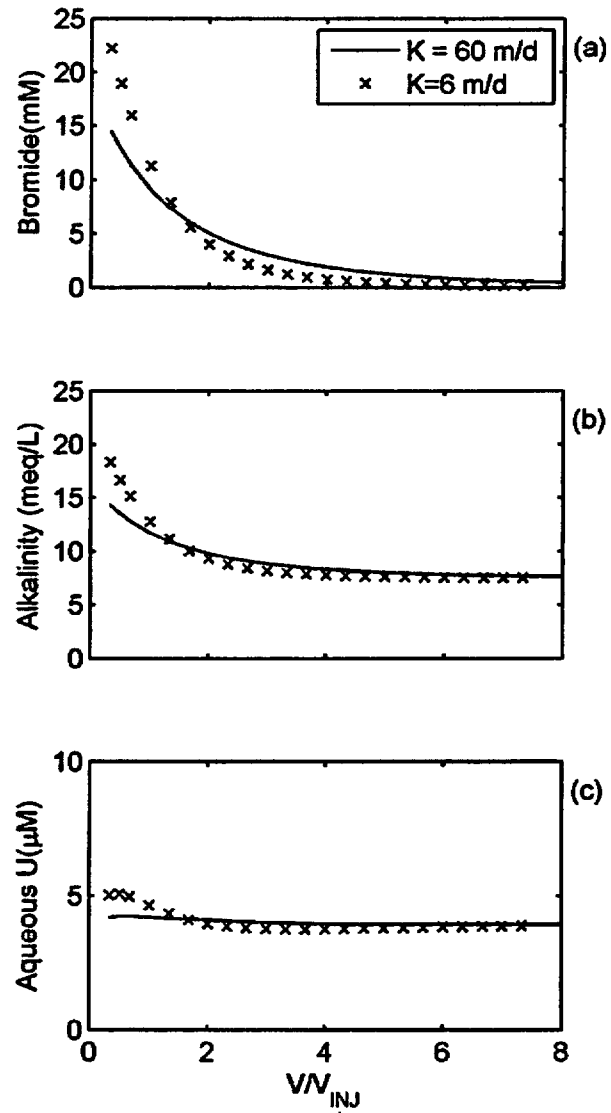 25
20
15
10
5
0
Bromide(mM)
K = 60 m/d
K=6 m/d
(a)
25
20
15
10
5
0
Alkalinity (meq/L)
(b)
10
5
0
Aqueous U(μM)
(c)
0 2 4 6 8
V/V_INJ